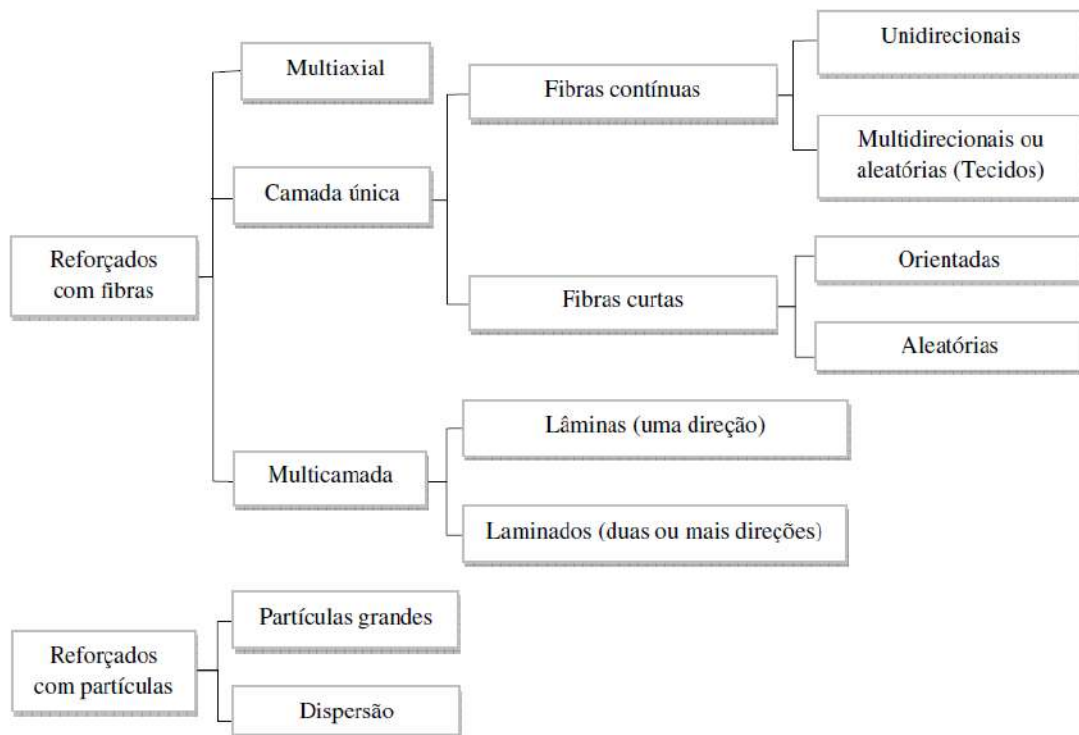 Reforçados
com fibras
Multiaxial
Camada única
Fibras contínuas
Unidirecionais
Multidirecionais ou
aleatórias (Tecidos)
Fibras curtas
Orientadas
Aleatórias
Multicamada
Lâminas (uma direção)
Laminados (duas ou mais direções)
Reforçados
com partículas
Partículas grandes
Dispersão